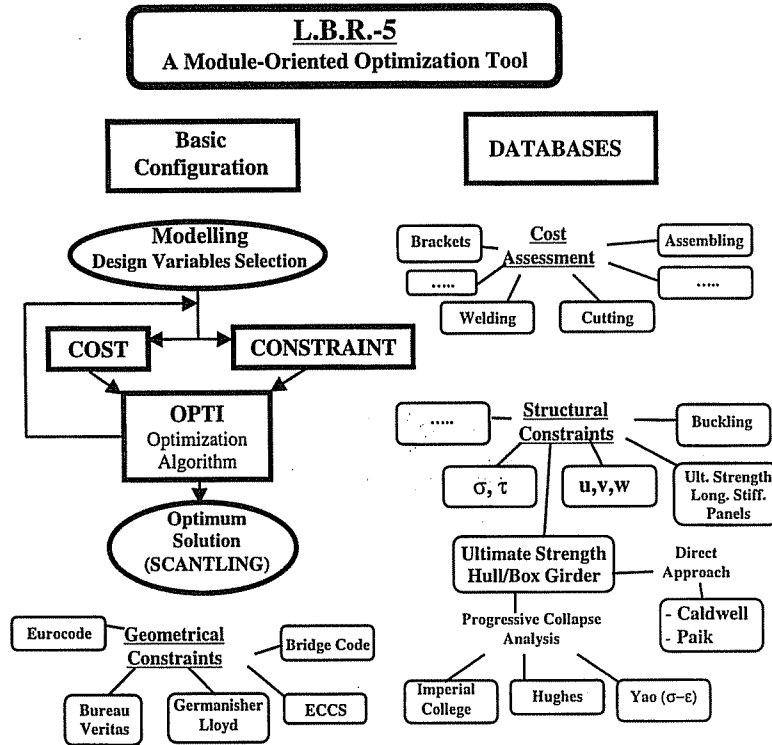 L.B.R.-5
A Module-Oriented Optimization Tool
Basic
Configuration
DATABASES
Modelling
Design Variables Selection
COST
CONSTRAINT
OPTI
Optimization
Algorithm
Optimum
Solution
(SCANTLING)
Cost
Assessment
Brackets
Assembling
.....
.....
Welding
Cutting
Structural
Constraints
.....
Buckling
σ, τ
u,v,w
Ult. Strength
Long. Stiff.
Panels
Ultimate Strength
Hull/Box Girder
Direct
Approach
- Caldwell
- Paik
Progressive Collapse
Analysis
Imperial
College
Hughes
Yao (σ-ε)
Geometrical
Constraints
Eurocode
Bridge Code
Bureau
Veritas
Germanisher
Lloyd
ECCS